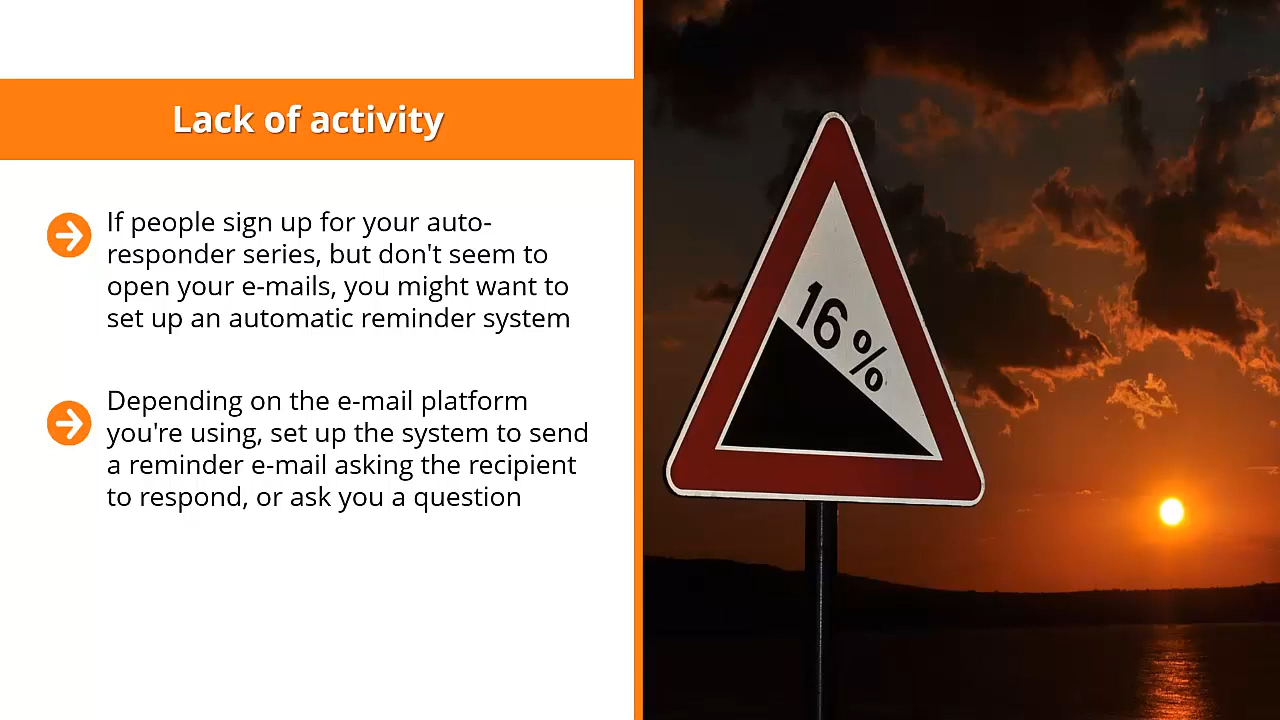 Lack of activity
If people sign up for your auto-
responder series, but don't seem to
open your e-mails, you might want to
set up an automatic reminder system
Depending on the e-mail platform
you're using, set up the system to send
a reminder e-mail asking the recipient
to respond, or ask you a question
16%